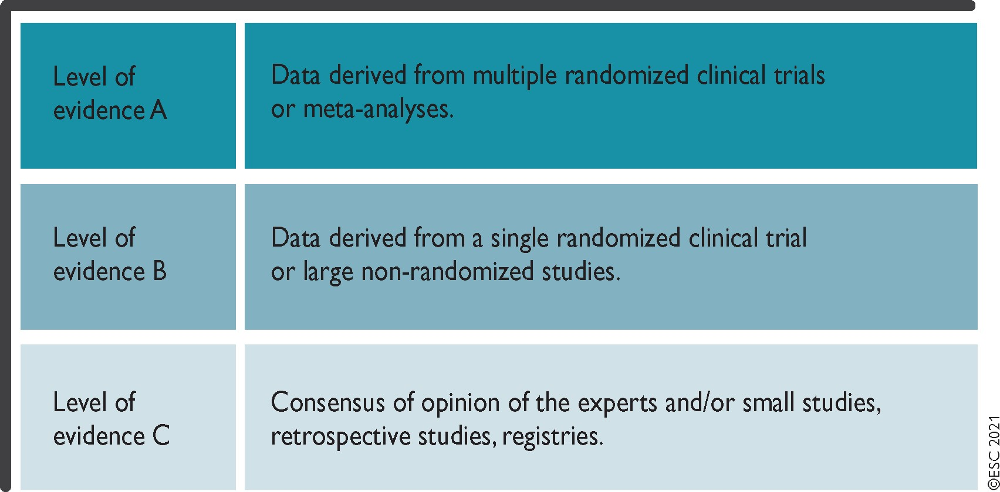 Level of
evidence A
Data derived from multiple randomized clinical trials
or meta-analyses.
Level of
evidence B
Data derived from a single randomized clinical trial
or large non-randomized studies.
Level of
evidence C
Consensus of opinion of the experts and/or small studies,
retrospective studies, registries.
©ESC 2021